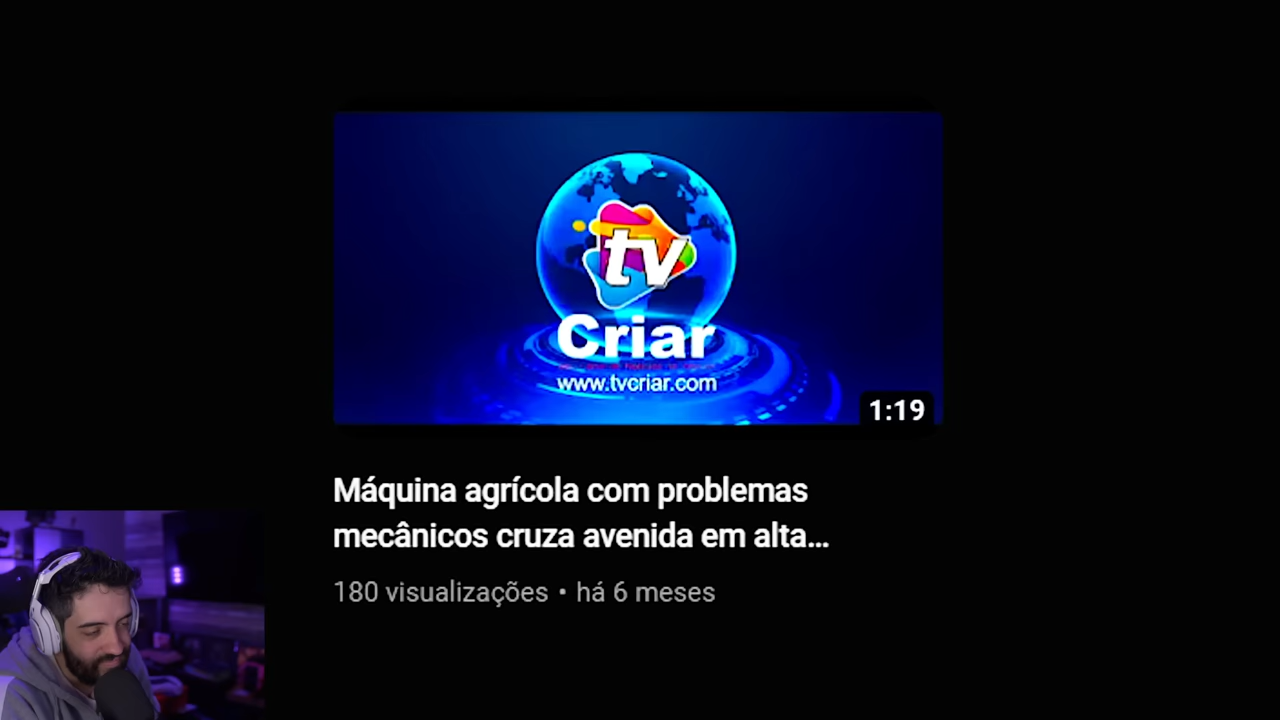 tv
Criar
www.tvcriar.com
1:19
Máquina agrícola com problemas
mecânicos cruza avenida em alta...
180 visualizações • há 6 meses